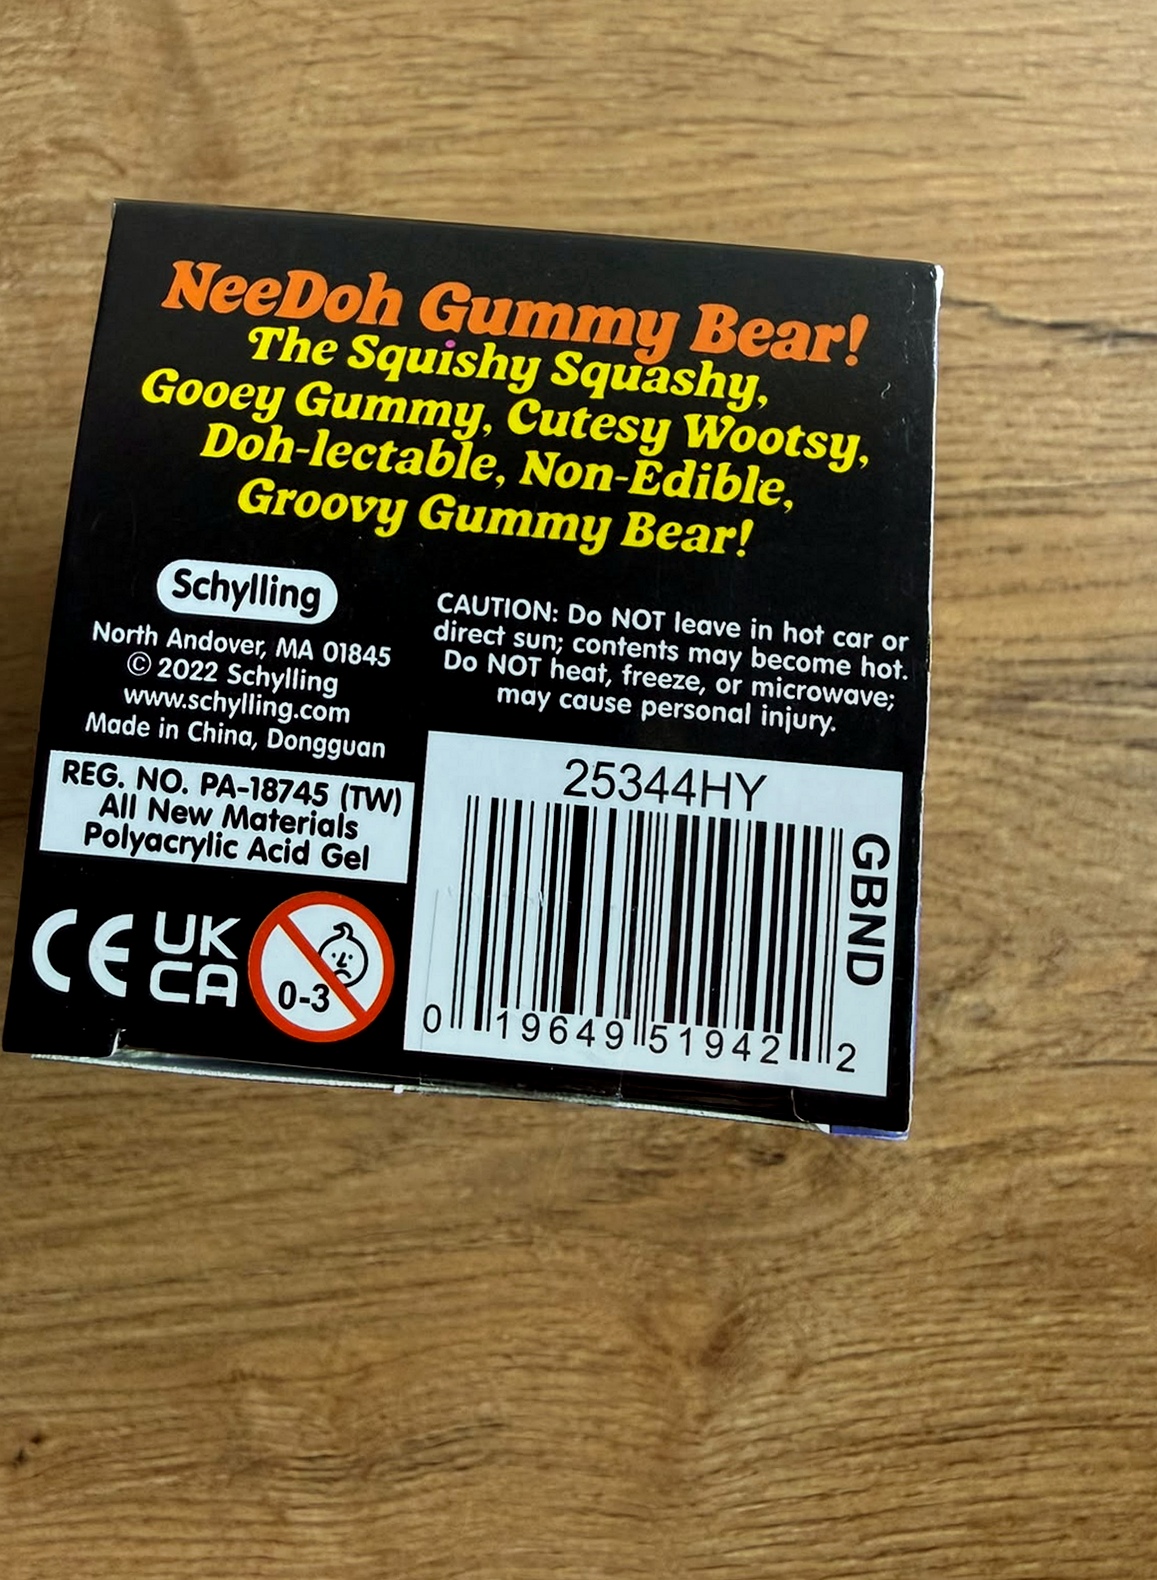 NeeDoh Gummy Bear!
The Squishy Squashy,
Gooey Gummy, Cutesy Wootsy,
Doh-lectable, Non-Edible,
Groovy Gummy Bear!
Schylling
North Andover, MA 01845
© 2022 Schylling
www.schylling.com
Made in China, Dongguan
REG. NO. PA-18745 (TW)
All New Materials
Polyacrylic Acid Gel
CE
UK
CA
0-3
CAUTION: Do NOT leave in hot car or
direct sun; contents may become hot.
Do NOT heat, freeze, or microwave;
may cause personal injury.
25344HY
GBND
0 19649 51942 2